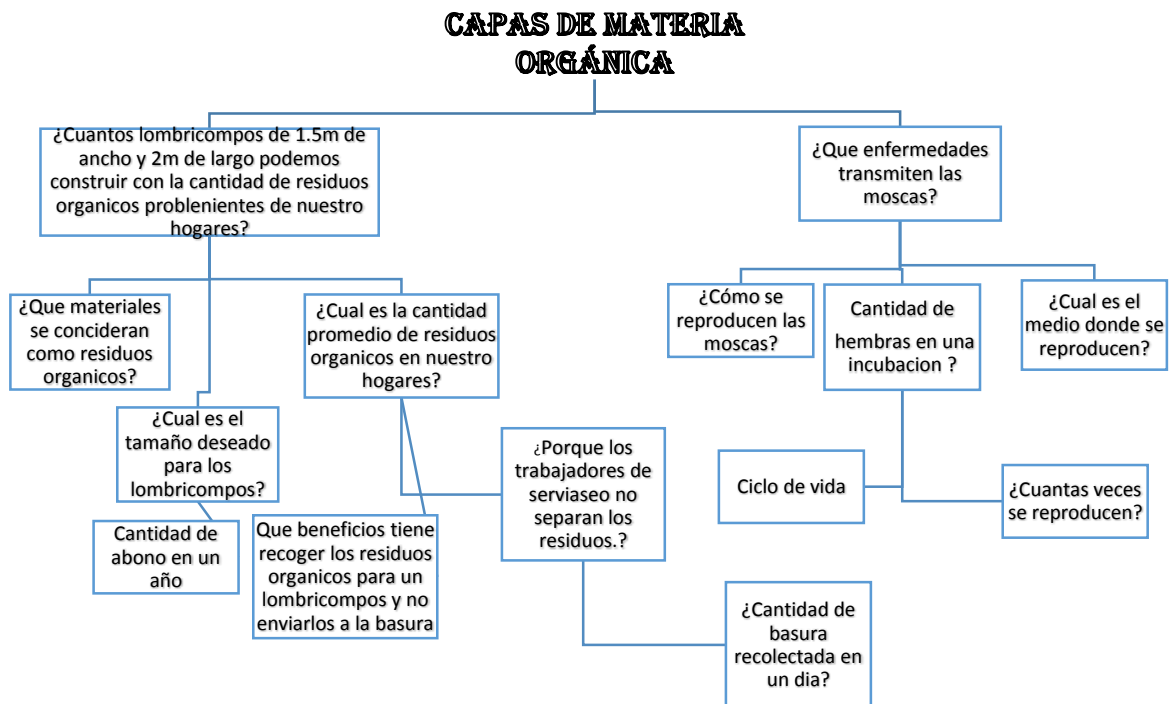 CAPAS DE MATERIA
ORGÁNICA
¿Cuantos lombricompos de 1.5m de
ancho y 2m de largo podemos
construir con la cantidad de residuos
organicos problenientes de nuestro
hogares?
¿Que enfermedades
transmiten las
moscas?
¿Que materiales
se concideran
como residuos
organicos?
¿Cual es la cantidad
promedio de residuos
organicos en nuestro
hogares?
¿Cómo se
reproducen las
moscas?
Cantidad de
hembras en una
incubacion ?
¿Cual es el
medio donde se
reproducen?
¿Cual es el
tamaño deseado
para los
lombricompos?
¿Porque los
trabajadores de
serviaseo no
separan los
residuos.?
Ciclo de vida
¿Cuantas veces
se reproducen?
Cantidad de
abono en un
año
Que beneficios tiene
recoger los residuos
organicos para un
lombricompos y no
enviarlos a la basura
¿Cantidad de
basura
recolectada en
un dia?